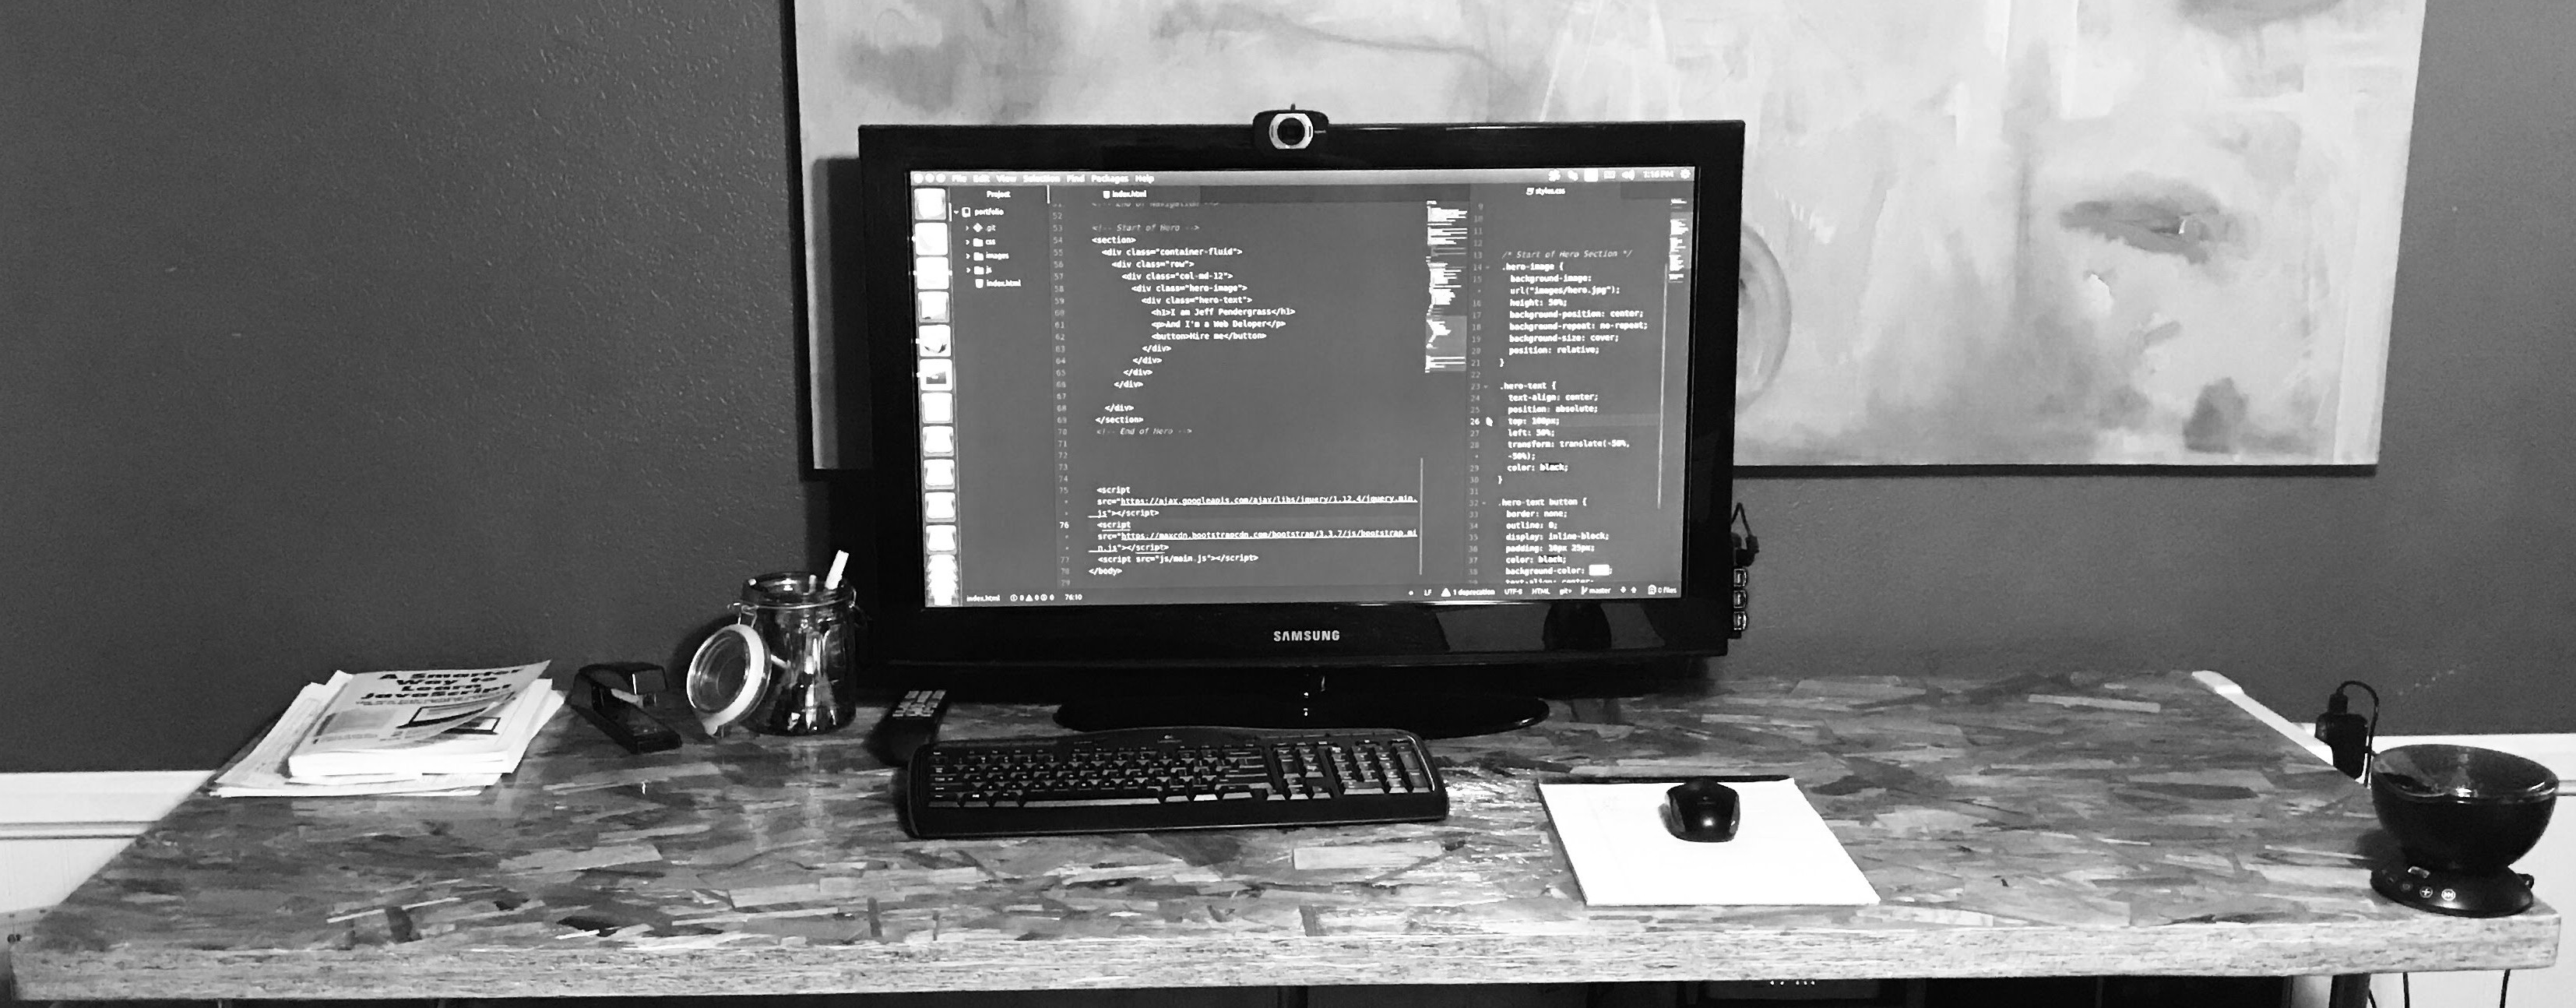 File Edit View Selection Find Packages Help
1:16 PM
Project
index.html
styles.css
portfolio
.git
css
images
js
index.html
51 <!-- End of Navigation -->
52
53 <!-- Start of Hero -->
54 <section>
55 <div class="container-fluid">
56 <div class="row">
57 <div class="col-md-12">
58 <div class="hero-image">
59 <div class="hero-text">
60 <h1>I am Jeff Pendergrass</h1>
61 <p>And I'm a Web Deloper</p>
62 <button>Hire me</button>
63 </div>
64 </div>
65 </div>
66 </div>
67
68 </div>
69 </section>
70 <!-- End of Hero -->
71
72
73
74
75 <script
src="https://ajax.googleapis.com/ajax/libs/jquery/1.12.4/jquery.min.
js"></script>
76 <script
src="https://maxcdn.bootstrapcdn.com/bootstrap/3.3.7/js/bootstrap.mi
n.js"></script>
77 <script src="js/main.js"></script>
78 </body>
79
9
10
11
12
13 /* Start of Hero Section */
14 .hero-image {
15 background-image:
url("images/hero.jpg");
16 height: 50%;
17 background-position: center;
18 background-repeat: no-repeat;
19 background-size: cover;
20 position: relative;
21 }
22
23 .hero-text {
24 text-align: center;
25 position: absolute;
26 top: 100px;
27 left: 50%;
28 transform: translate(-50%,
-50%);
29 color: black;
30 }
31
32 .hero-text button {
33 border: none;
34 outline: 0;
35 display: inline-block;
36 padding: 10px 25px;
37 color: black;
38 background-color:
39 text-align: center;
index.html 0 0 0 76:10
LF 1 deprecation UTF-8 HTML git+ master 0 files
SAMSUNG
A Smarter
Way to
Learn
JavaScript